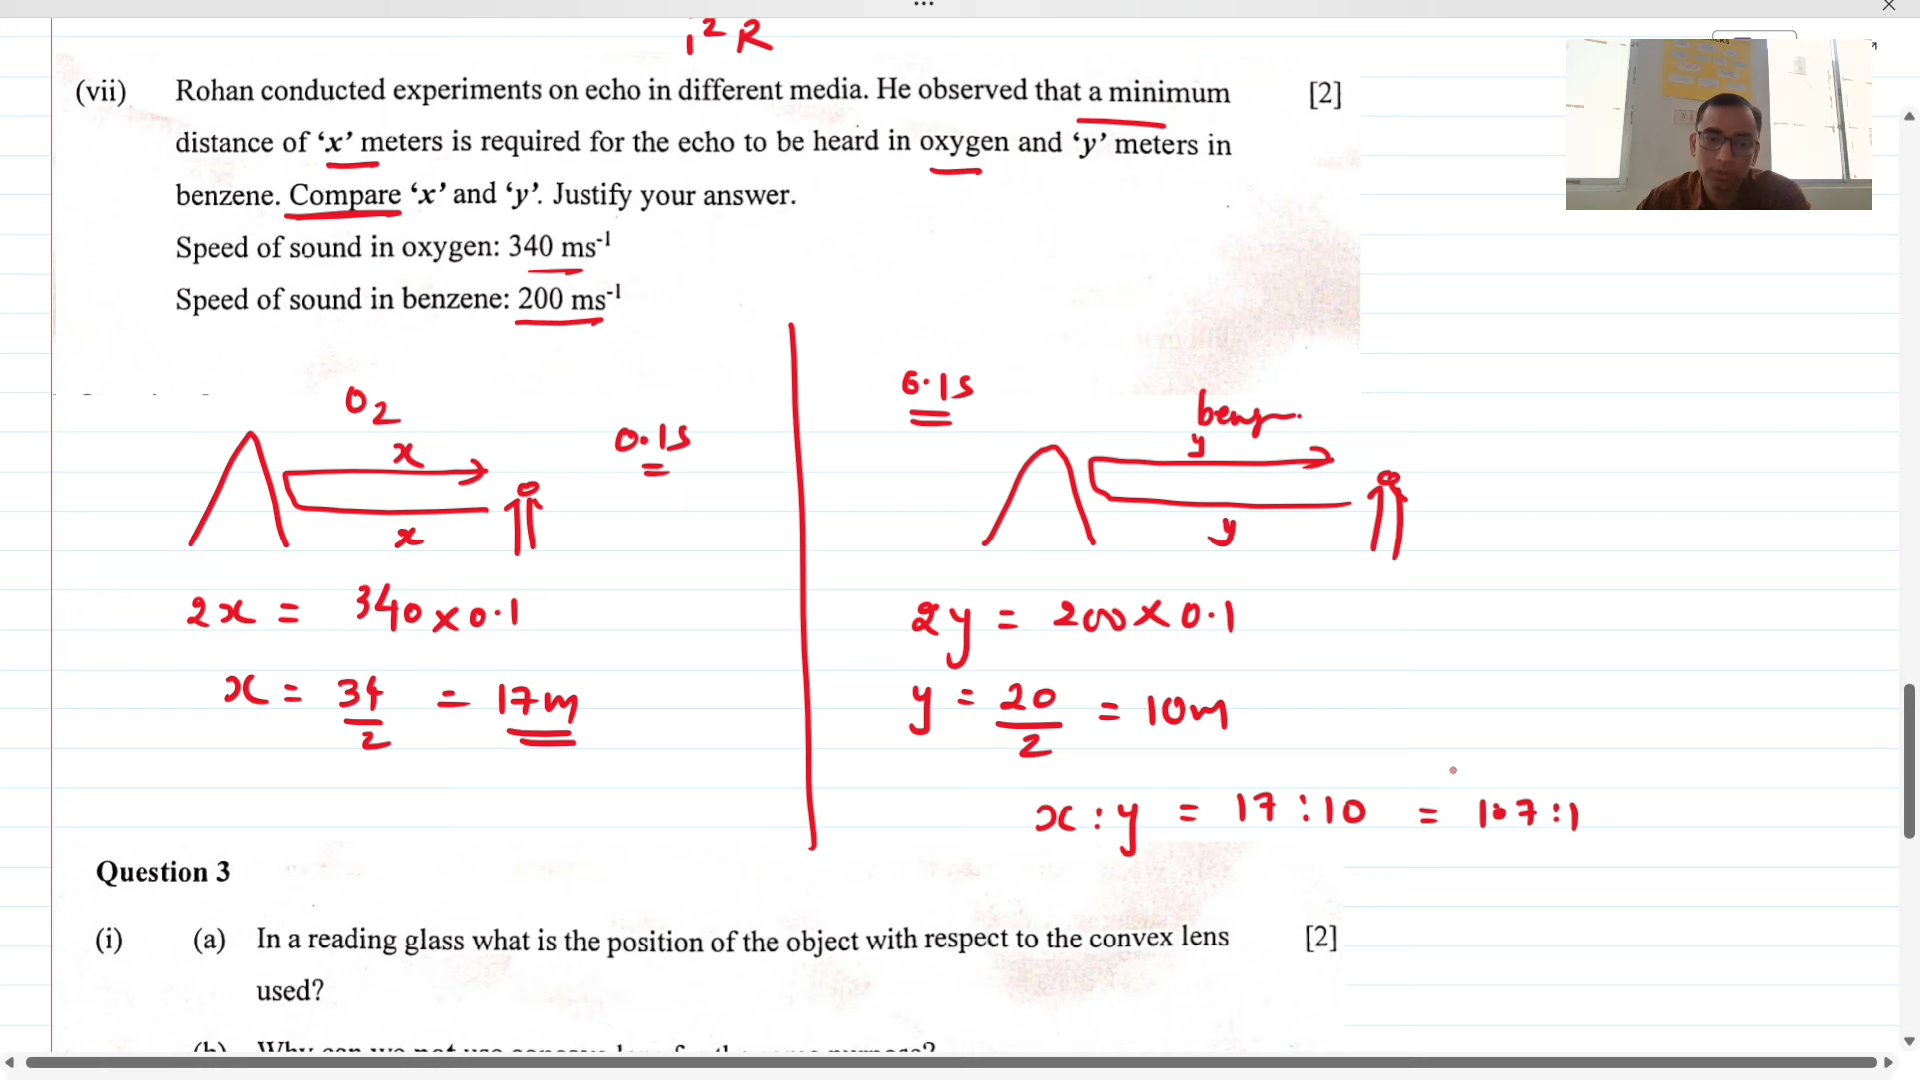 i²R
(vii) Rohan conducted experiments on echo in different media. He observed that a minimum [2]
distance of ‘x’ meters is required for the echo to be heard in oxygen and ‘y’ meters in
benzene. Compare ‘x’ and ‘y’. Justify your answer.
Speed of sound in oxygen: 340 ms⁻¹
Speed of sound in benzene: 200 ms⁻¹
O₂
x
0.1s
x
2x = 340 x 0.1
x = 34/2 = 17m
0.1s
y
y
2y = 200 x 0.1
y = 20/2 = 10m
x : y = 17 : 10 = 1.7 : 1
Question 3
(i) (a) In a reading glass what is the position of the object with respect to the convex lens [2]
used?